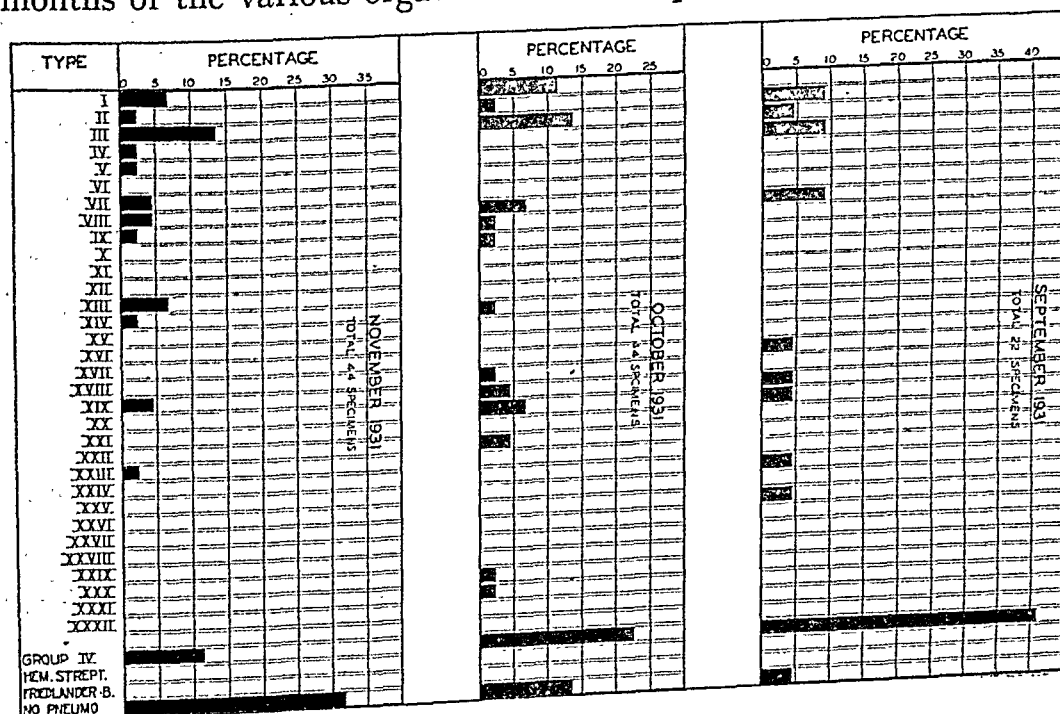 months of the various
TYPE PERCENTAGE PERCENTAGE PERCENTAGE
0 5 10 15 20 25 30 35 0 5 10 15 20 25 0 5 10 15 20 25 30 35 40
I
II
III
IV
V
VI
VII
VIII
IX
X
XI
XII
XIII
XIV
XV
XVI
XVII
XVIII
XIX
XX
XXI
XXII
XXIII
XXIV
XXV
XXVI
XXVII
XXVIII
XXIX
XXX
XXXI
XXXII
GROUP IV.
HEM. STREPT.
FRIEDLANDER-B.
NO PNEUMO
NOVEMBER 1931
TOTAL 44 SPECIMENS
OCTOBER 1931
TOTAL 44 SPECIMENS
SEPTEMBER 1931
TOTAL 22 SPECIMENS